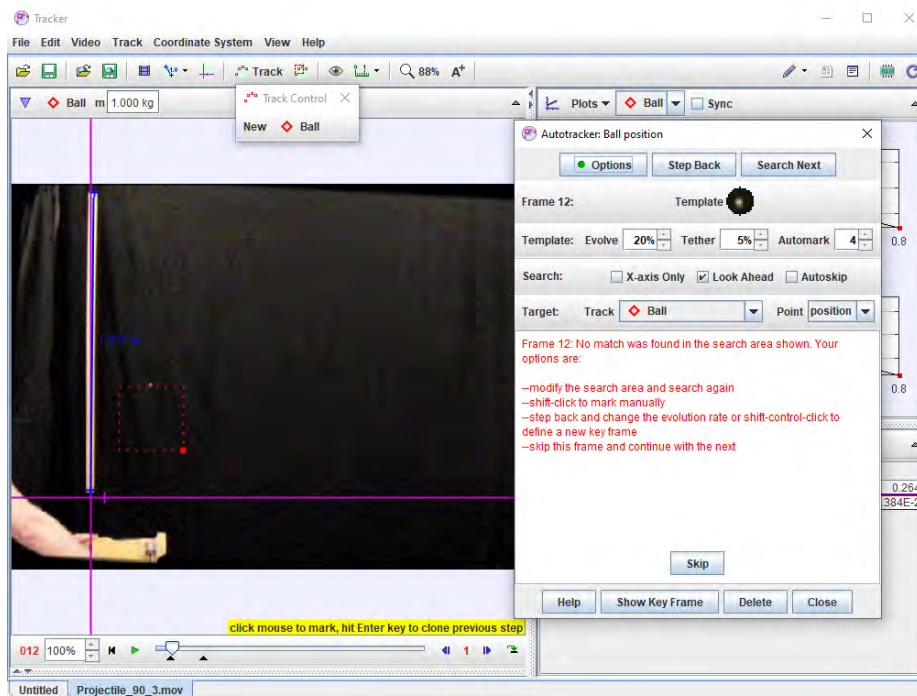 Tracker
File Edit Video Track Coordinate System View Help
Track 88% A+
Ball m 1.000 kg
Track Control
New Ball
Plots Ball Sync
Autotracker: Ball position
Options Step Back Search Next
Frame 12: Template
Template: Evolve 20% Tether 5% Automark 4
Search: X-axis Only Look Ahead Autoskip
Target: Track Ball Point position
Frame 12: No match was found in the search area shown. Your
options are:
--modify the search area and search again
--shift-click to mark manually
--step back and change the evolution rate or shift-control-click to
define a new key frame
--skip this frame and continue with the next
Skip
Help Show Key Frame Delete Close
0.8
0.8
0.264
384E-2
click mouse to mark, hit Enter key to clone previous step
012 100% 1
Untitled Projectile_90_3.mov